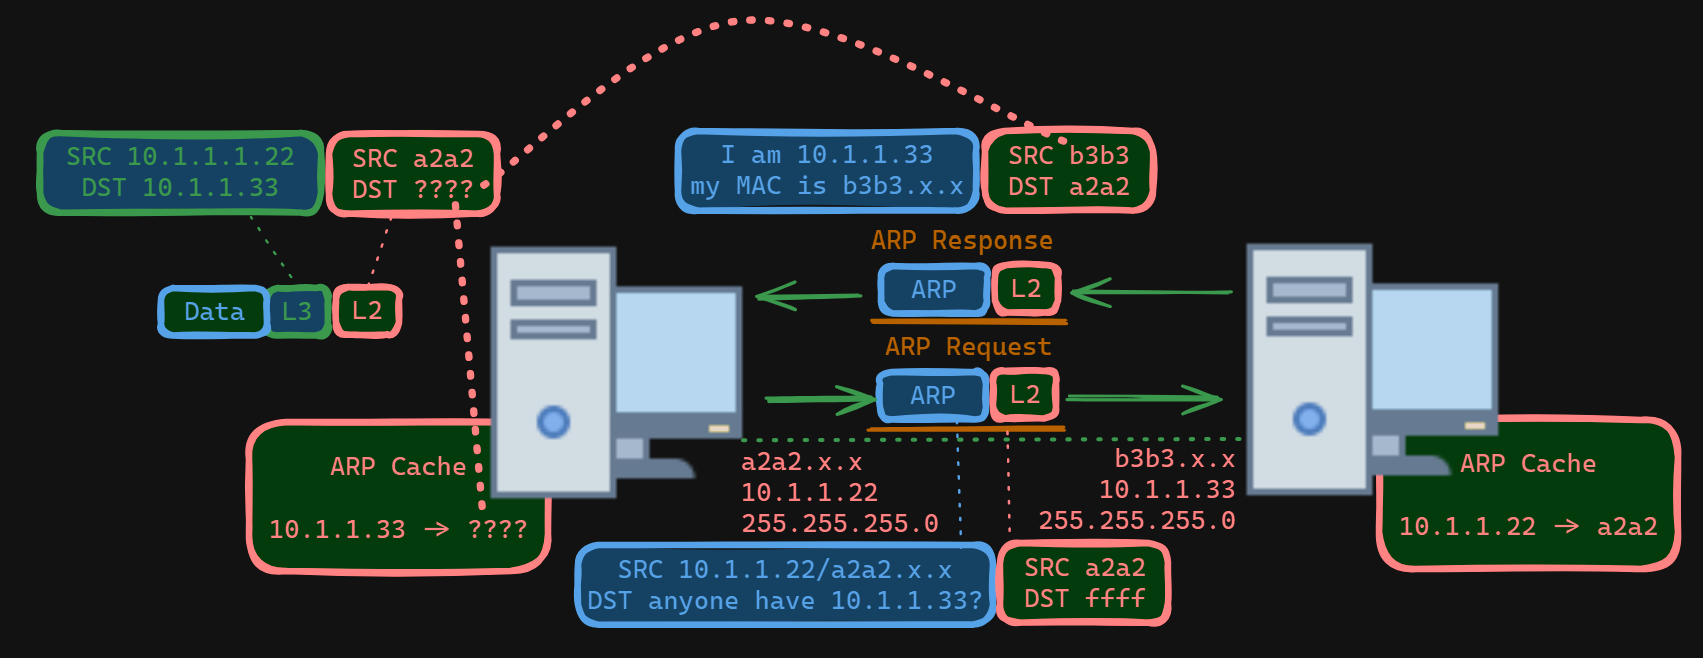 SRC 10.1.1.1.22
DST 10.1.1.33
SRC a2a2
DST ????
I am 10.1.1.33
my MAC is b3b3.x.x
SRC b3b3
DST a2a2
ARP Response
ARP
L2
Data
L3
L2
ARP Request
ARP
L2
ARP Cache
10.1.1.33 → ????
a2a2.x.x
10.1.1.22
255.255.255.0
b3b3.x.x
10.1.1.33
255.255.255.0
ARP Cache
10.1.1.22 → a2a2
SRC 10.1.1.22/a2a2.x.x
DST anyone have 10.1.1.33?
SRC a2a2
DST ffff